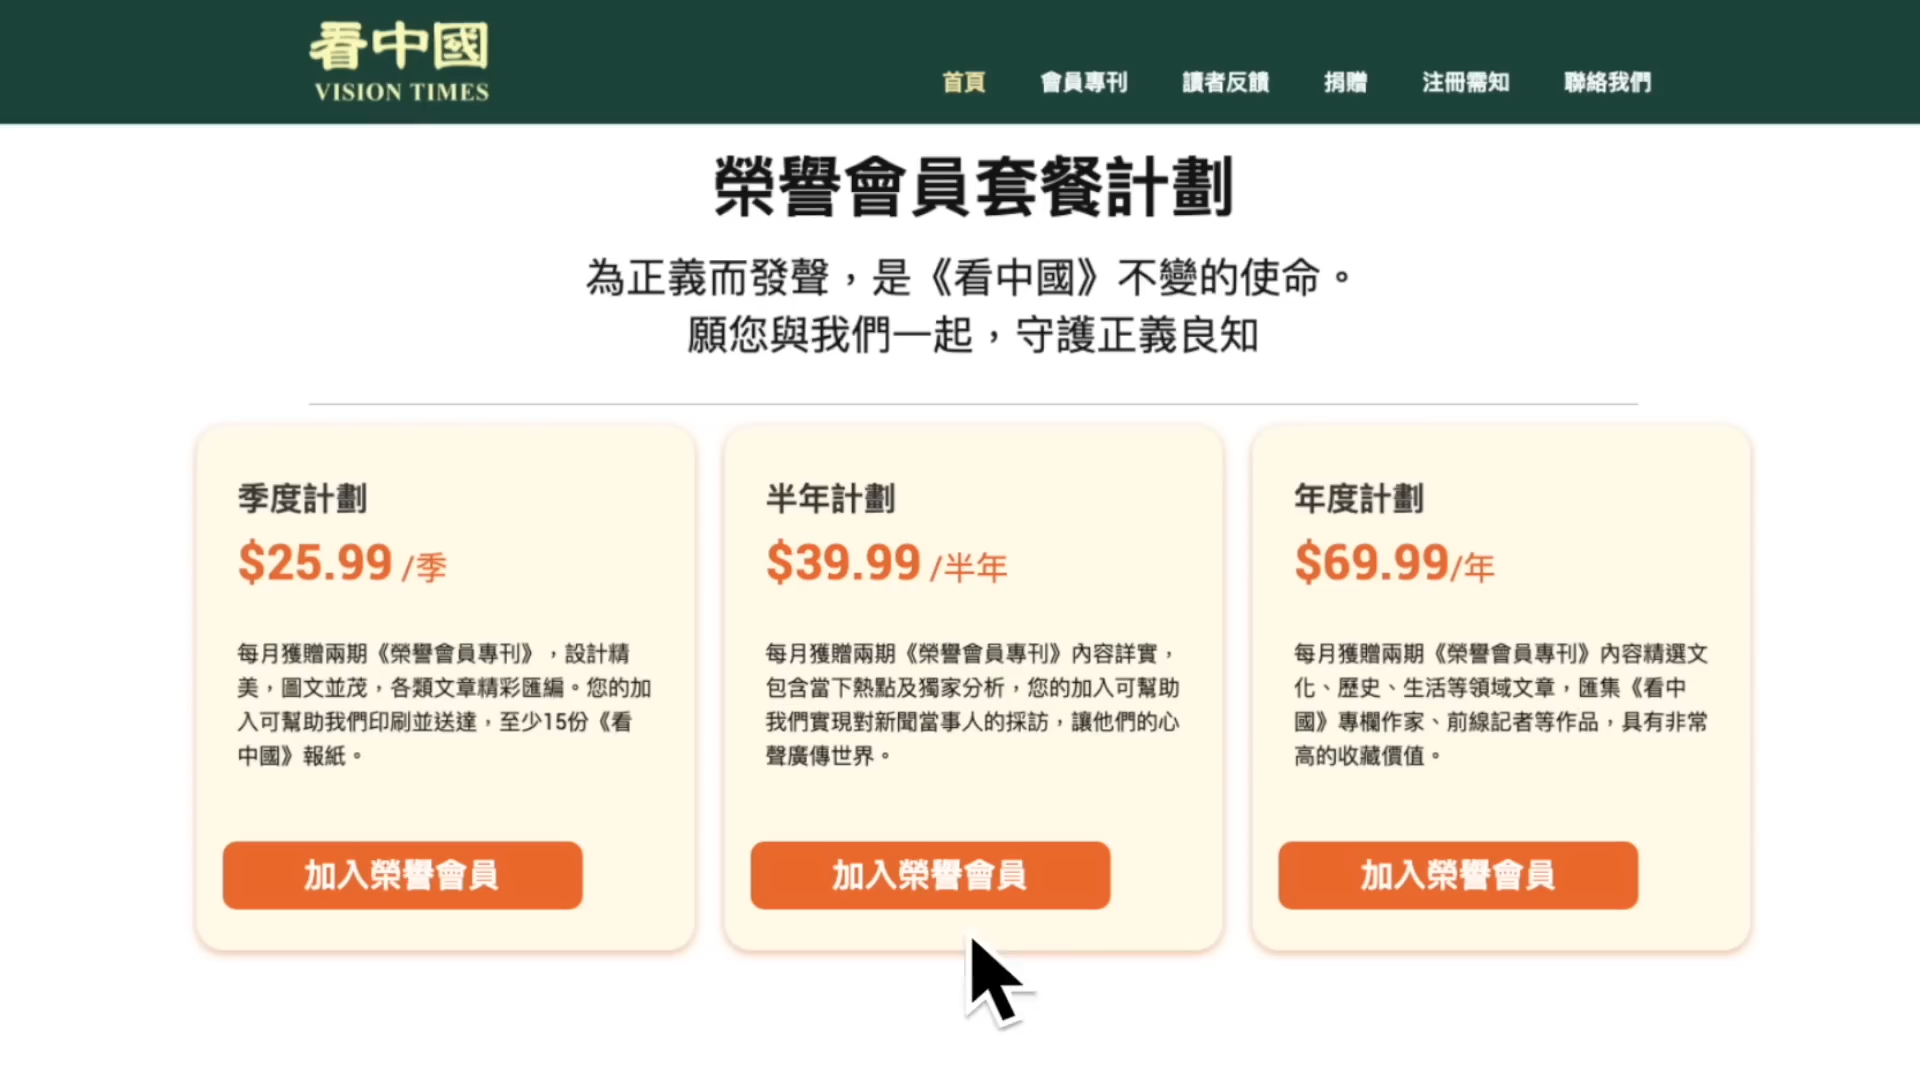 看中國
VISION TIMES
首頁 會員專刊 讀者反饋 捐贈 注冊需知 聯絡我們
榮譽會員套餐計劃
為正義而發聲，是《看中國》不變的使命。
願您與我們一起，守護正義良知
季度計劃
$25.99 /季
每月獲贈兩期《榮譽會員專刊》，設計精
美，圖文並茂，各類文章精彩匯編。您的加
入可幫助我們印刷並送達，至少15份《看
中國》報紙。
加入榮譽會員
半年計劃
$39.99 /半年
每月獲贈兩期《榮譽會員專刊》內容詳實，
包含當下熱點及獨家分析，您的加入可幫助
我們實現對新聞當事人的採訪，讓他們的心
聲廣傳世界。
加入榮譽會員
年度計劃
$69.99/年
每月獲贈兩期《榮譽會員專刊》內容精選文
化、歷史、生活等領域文章，匯集《看中
國》專欄作家、前線記者等作品，具有非常
高的收藏價值。
加入榮譽會員